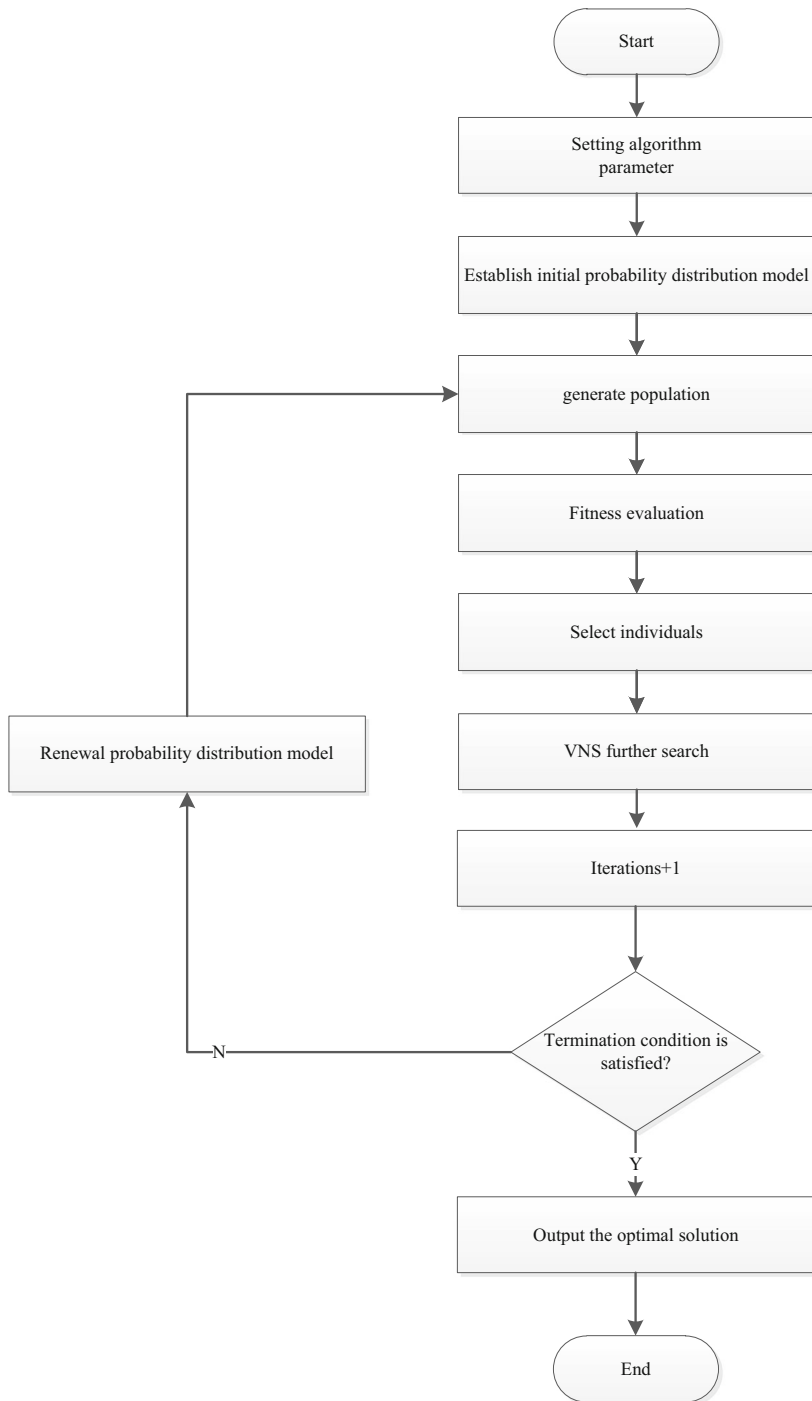 Start
Setting algorithm
parameter
Establish initial probability distribution model
generate population
Fitness evaluation
Select individuals
Renewal probability distribution model
VNS further search
Iterations+1
Termination condition is
satisfied?
N
Y
Output the optimal solution
End